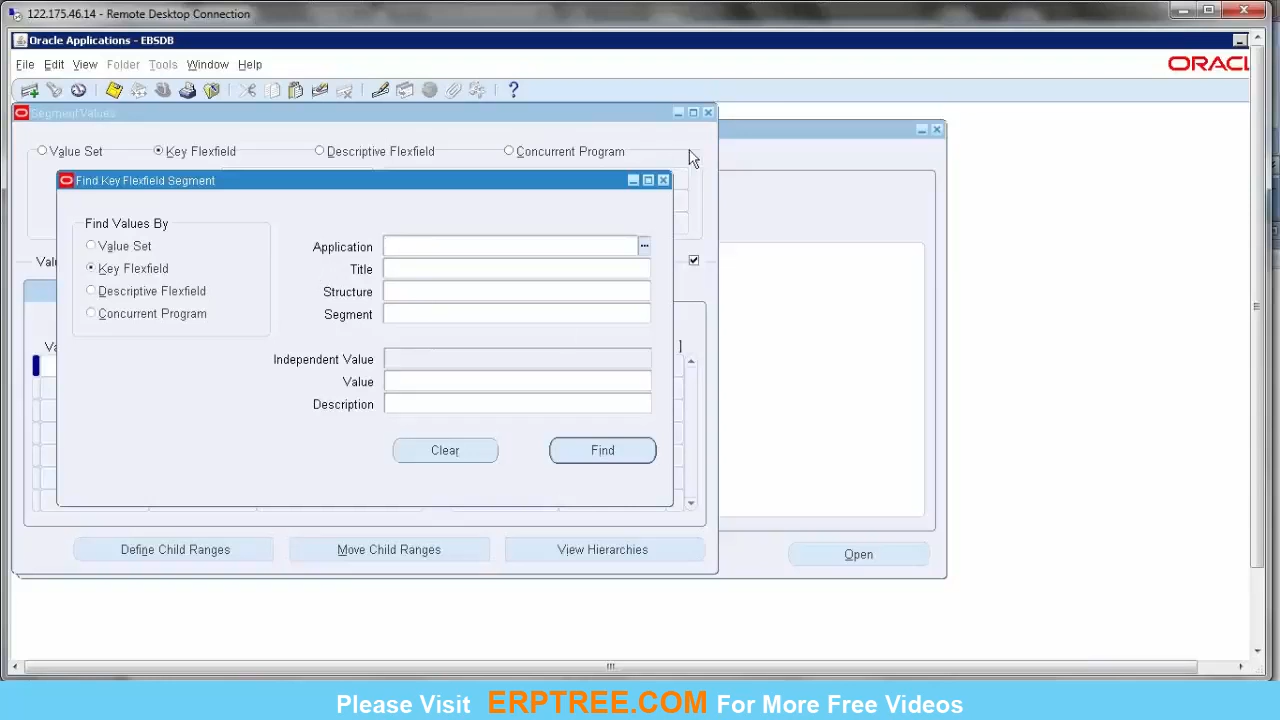 122.175.46.14 - Remote Desktop Connection
Oracle Applications - EBSDB
File Edit View Folder Tools Window Help
ORACL
Segment Values
Value Set Key Flexfield Descriptive Flexfield Concurrent Program
Find Key Flexfield Segment
Find Values By
Value Set
Key Flexfield
Descriptive Flexfield
Concurrent Program
Application
Title
Structure
Segment
Independent Value
Value
Description
Clear Find
Define Child Ranges Move Child Ranges View Hierarchies
Open
Please Visit ERPTREE.COM For More Free Videos